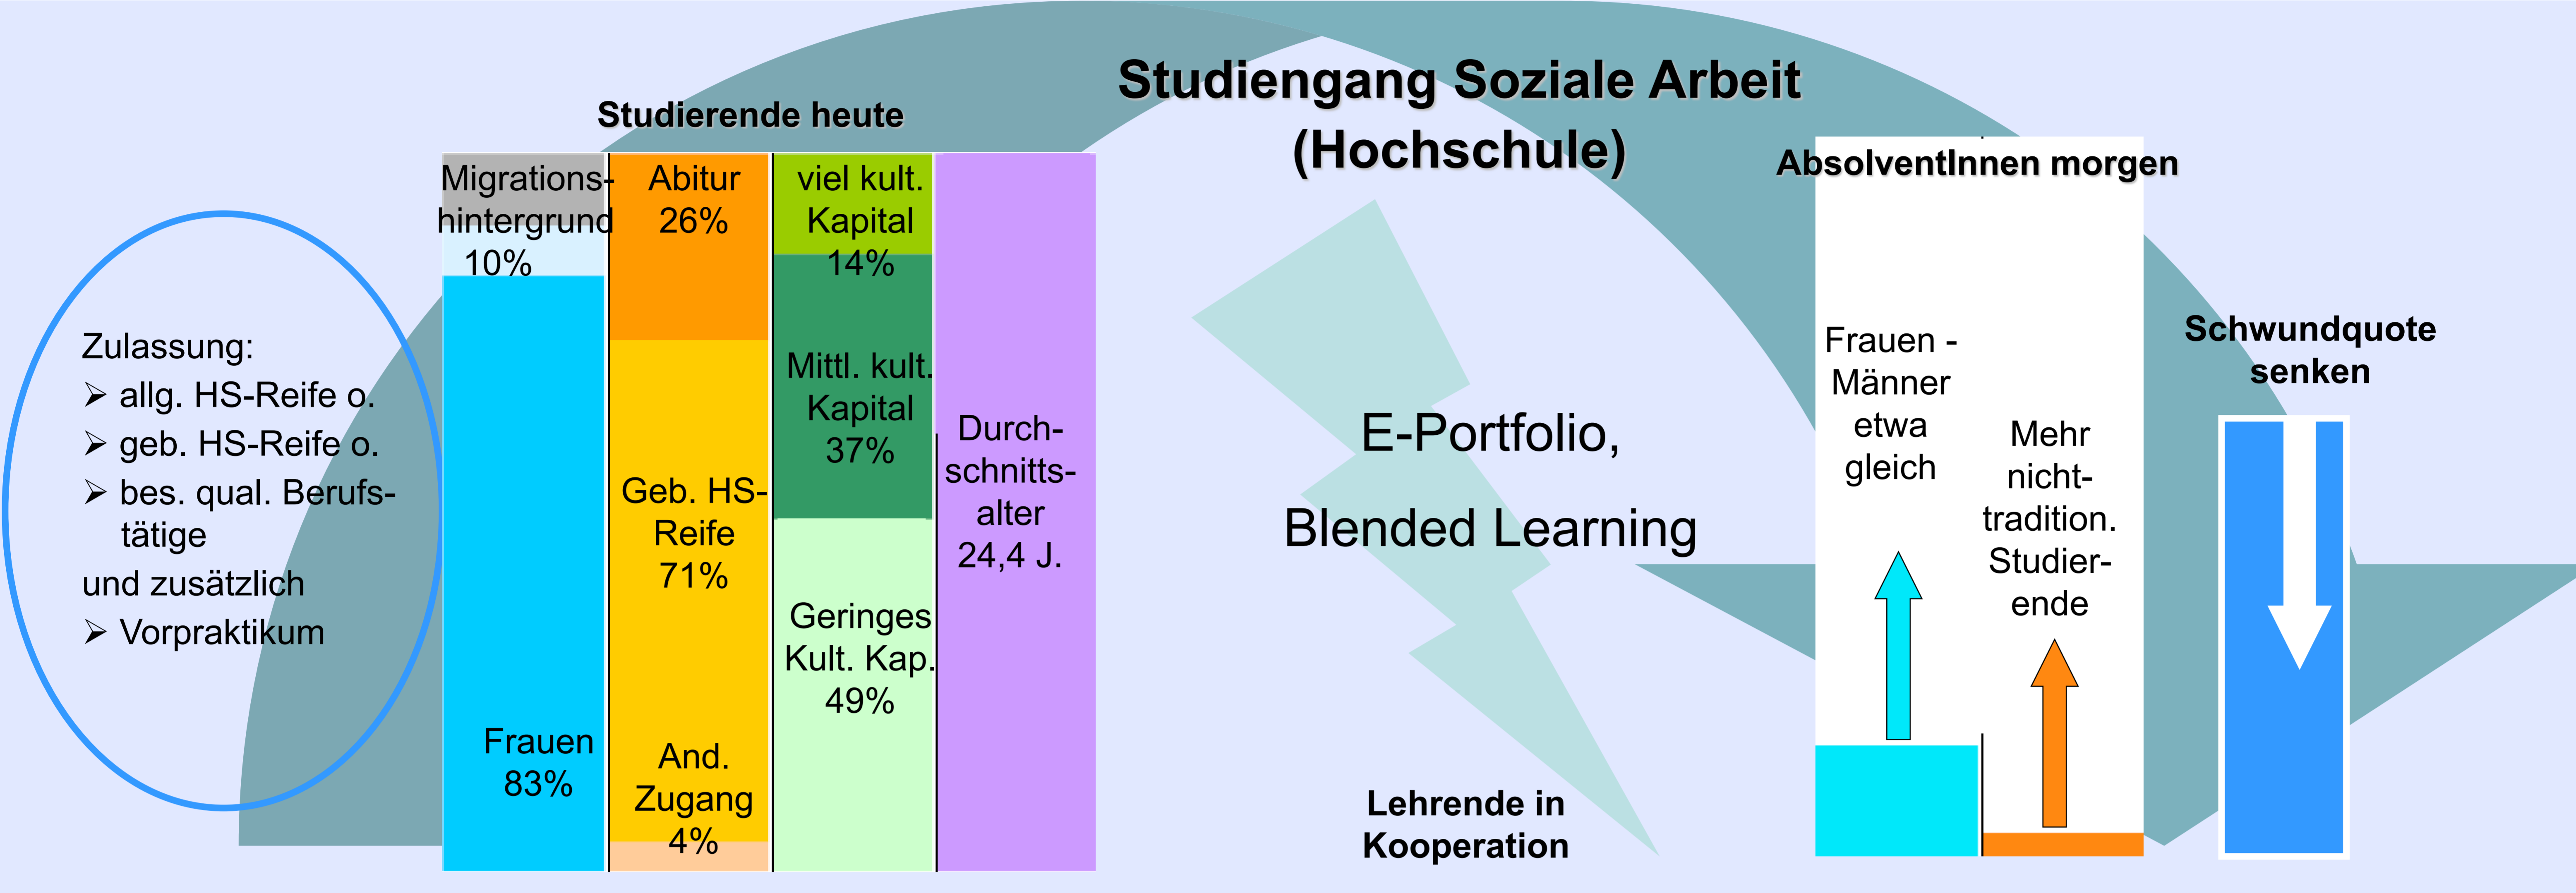 Studiengang Soziale Arbeit
(Hochschule)
Zulassung:
➢ allg. HS-Reife o.
➢ geb. HS-Reife o.
➢ bes. qual. Berufs-
tätige
und zusätzlich
➢ Vorpraktikum
Studierende heute
Migrations-
hintergrund
10%
Frauen
83%
Abitur
26%
Geb. HS-
Reife
71%
And.
Zugang
4%
viel kult.
Kapital
14%
Mittl. kult.
Kapital
37%
Geringes
Kult. Kap.
49%
Durch-
schnitts-
alter
24,4 J.
E-Portfolio,
Blended Learning
Lehrende in
Kooperation
AbsolventInnen morgen
Frauen -
Männer
etwa
gleich
Mehr
nicht-
tradition.
Studier-
ende
Schwundquote
senken